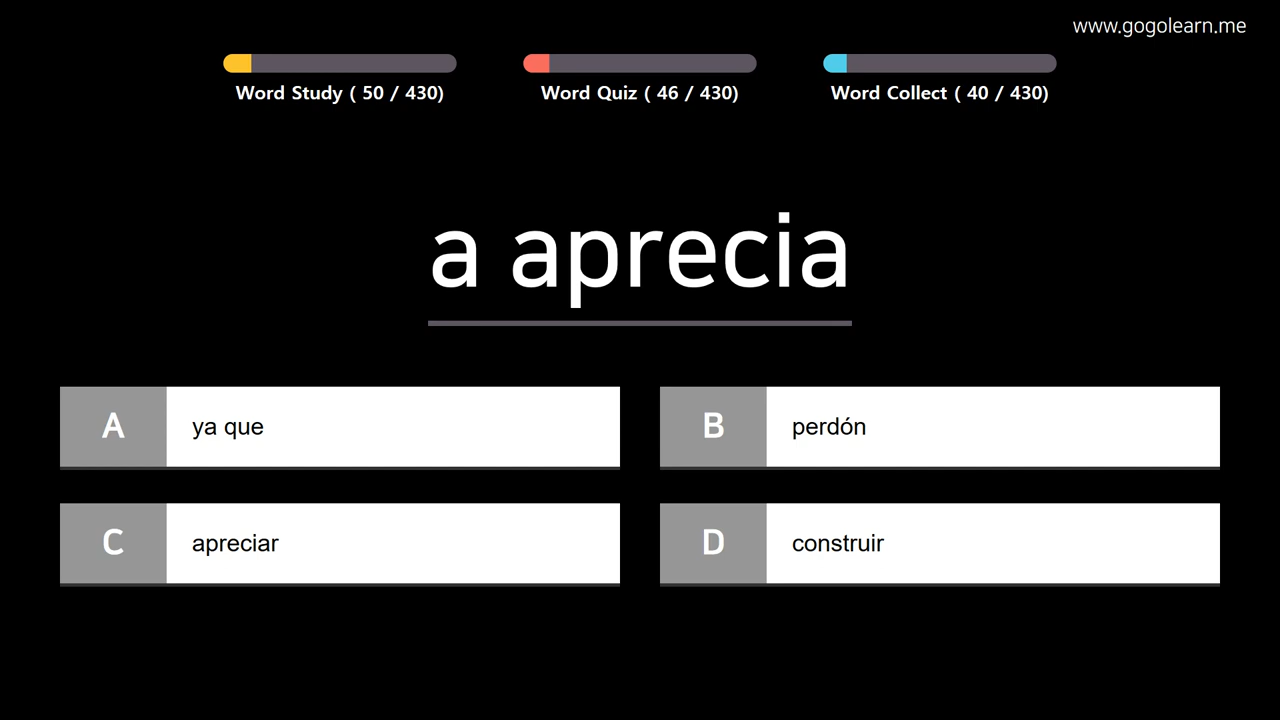 www.gogolearn.me
Word Study ( 50 / 430)
Word Quiz ( 46 / 430)
Word Collect ( 40 / 430)
a aprecia
A ya que
B perdón
C apreciar
D construir